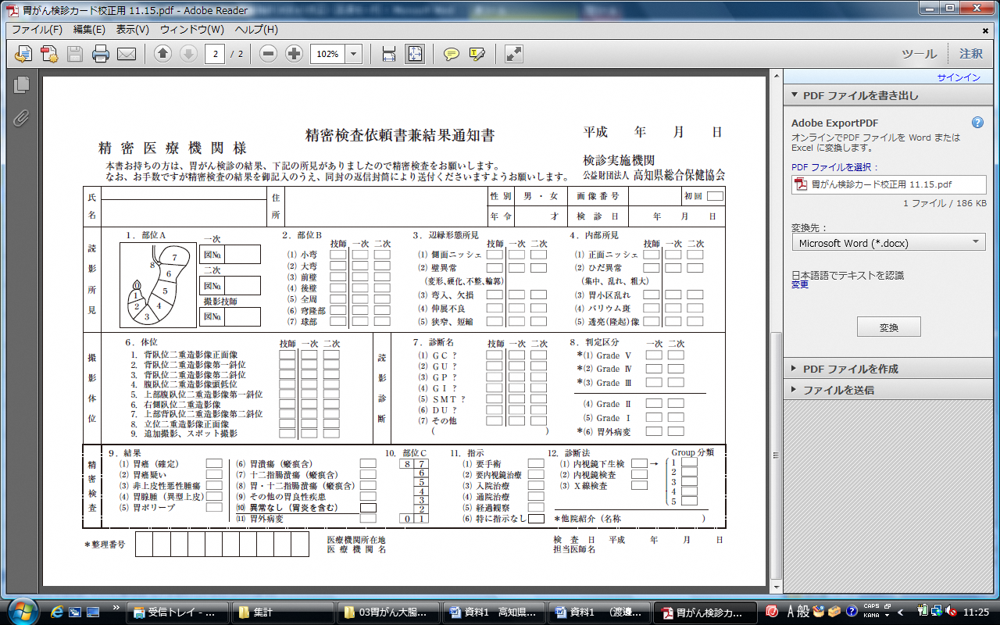 胃がん検診カード校正用 11.15.pdf - Adobe Reader
ファイル(F) 編集(E) 表示(V) ウィンドウ(W) ヘルプ(H)
2 / 2 102% ツール 注釈
サインイン
PDF ファイルを書き出し
Adobe ExportPDF
オンラインでPDF ファイルを Word または
Excel に変換します。
PDF ファイルを選択：
胃がん検診カード校正用 11.15.pdf
1 ファイル / 186 KB
変換先：
Microsoft Word (*.docx)
日本語語でテキストを認識
変更
変換
PDF ファイルを作成
ファイルを送信
精密検査依頼書兼結果通知書
平成 年 月 日
精密医療機関様
検診実施機関
公益財団法人 高知県総合保健協会
本書お持ちの方は、胃がん検診の結果、下記の所見がありましたので精密検査をお願いします。
なお、お手数ですが精密検査の結果を御記入のうえ、同封の返信封筒により送付くださいますようお願いします。
氏名 住所 性別 男・女 画像番号 初回
年令 才 検診日 年 月 日
読影所見
1．部位A
一次
図№
二次
図№
撮影技師
図№
7
8
6
5
4
3
2
1
0
2．部位B
技師 一次 二次
(1) 小弯
(2) 大弯
(3) 前壁
(4) 後壁
(5) 全周
(6) 穹隆部
(7) 球部
3．辺縁形態所見
技師 一次 二次
(1) 側面ニッシェ
(2) 壁異常
(変形、硬化、不整、輪郭)
(3) 弯入、欠損
(4) 伸展不良
(5) 狭窄、短縮
4．内部所見
技師 一次 二次
(1) 正面ニッシェ
(2) ひだ異常
(集中、乱れ、粗大)
(3) 胃小区乱れ
(4) バリウム斑
(5) 透亮(隆起)像
撮影体位
6．体位
技師 一次 二次
1．背臥位二重造影像正面像
2．背臥位二重造影像第一斜位
3．背臥位二重造影像第二斜位
4．腹臥位二重造影像頭低位
5．上部腹臥位二重造影像第一斜位
6．右側臥位二重造影像
7．上部背臥位二重造影像第二斜位
8．立位二重造影像正面像
9．追加撮影、スポット撮影
読影診断
7．診断名
技師 一次 二次
(1) GC？
(2) GU？
(3) GP？
(4) GI？
(5) SMT？
(6) DU？
(7) その他
( )
8．判定区分
一次 二次
*(1) Grade Ⅴ
*(2) Grade Ⅳ
*(3) Grade Ⅲ
(4) Grade Ⅱ
(5) Grade Ⅰ
*(6) 胃外病変
精密検査
9．結果
(1) 胃癌（確定）
(2) 胃癌疑い
(3) 非上皮性悪性腫瘍
(4) 胃腺腫（異型上皮）
(5) 胃ポリープ
(6) 胃潰瘍（瘢痕含）
(7) 十二指腸潰瘍（瘢痕含）
(8) 胃・十二指腸潰瘍（瘢痕含）
(9) その他の胃良性疾患
(10) 異常なし（胃炎を含む）
(11) 胃外病変
10．部位C
8 7
6
5
4
3
2
0 1
11．指示
(1) 要手術
(2) 要内視鏡治療
(3) 入院治療
(4) 通院治療
(5) 経過観察
(6) 特に指示なし
12．診断法
(1) 内視鏡下生検 →
(2) 内視鏡検査
(3) X線検査
Group 分類
1
2
3
4
5
*他院紹介（名称 ）
*整理番号
医療機関所在地
医療機関名
検査日 平成 年 月 日
担当医師名
受信トレイ - ...
集計
03胃がん大腸...
資料1 高知県...
資料1 （渡邊...
胃がん検診カ...
A 般
CAPS
KANA
11:25